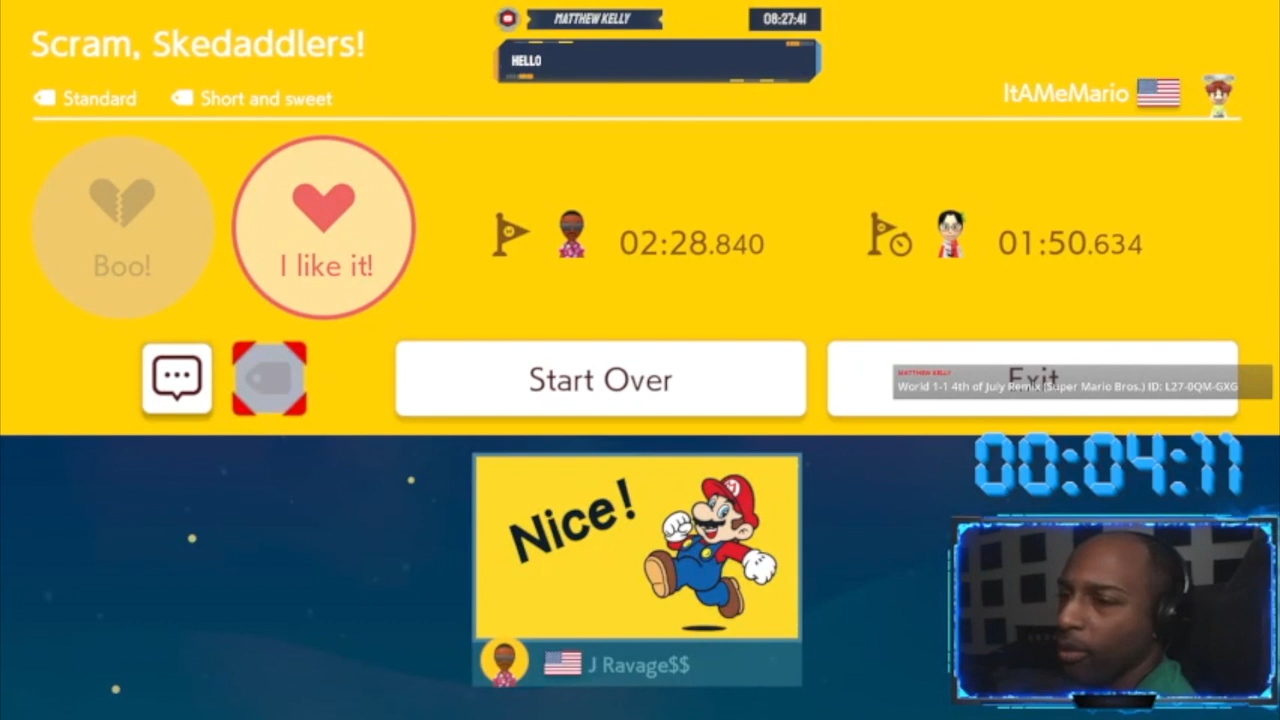 MATTHEW KELLY
08:27:41
HELLO
Scram, Skedaddlers!
Standard
Short and sweet
ItAMeMario
Boo!
I like it!
02:28.840
01:50.634
Start Over
Exit
MATTHEW KELLY
World 1-1 4th of July Remix (Super Mario Bros.) ID: L27-0QM-GXG
00:04:11
Nice!
J Ravage$$